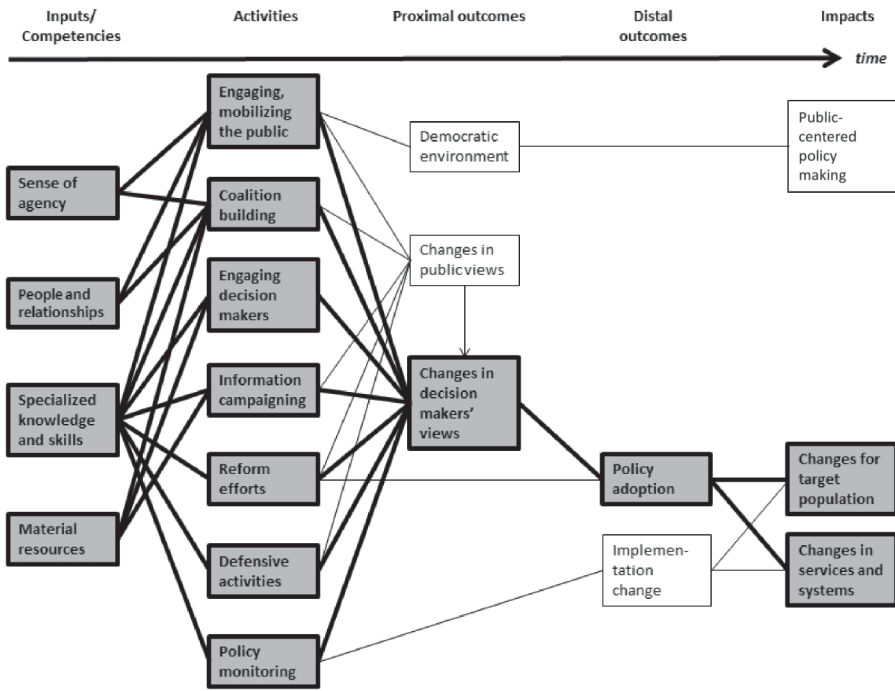 Inputs/
Competencies
Activities
Proximal outcomes
Distal
outcomes
Impacts
time
Engaging,
mobilizing
the public
Democratic
environment
Public-
centered
policy
making
Sense of
agency
Coalition
building
Changes in
public views
People and
relationships
Engaging
decision
makers
Specialized
knowledge
and skills
Information
campaigning
Changes in
decision
makers'
views
Reform
efforts
Policy
adoption
Changes for
target
population
Material
resources
Defensive
activities
Implemen-
tation
change
Changes in
services and
systems
Policy
monitoring